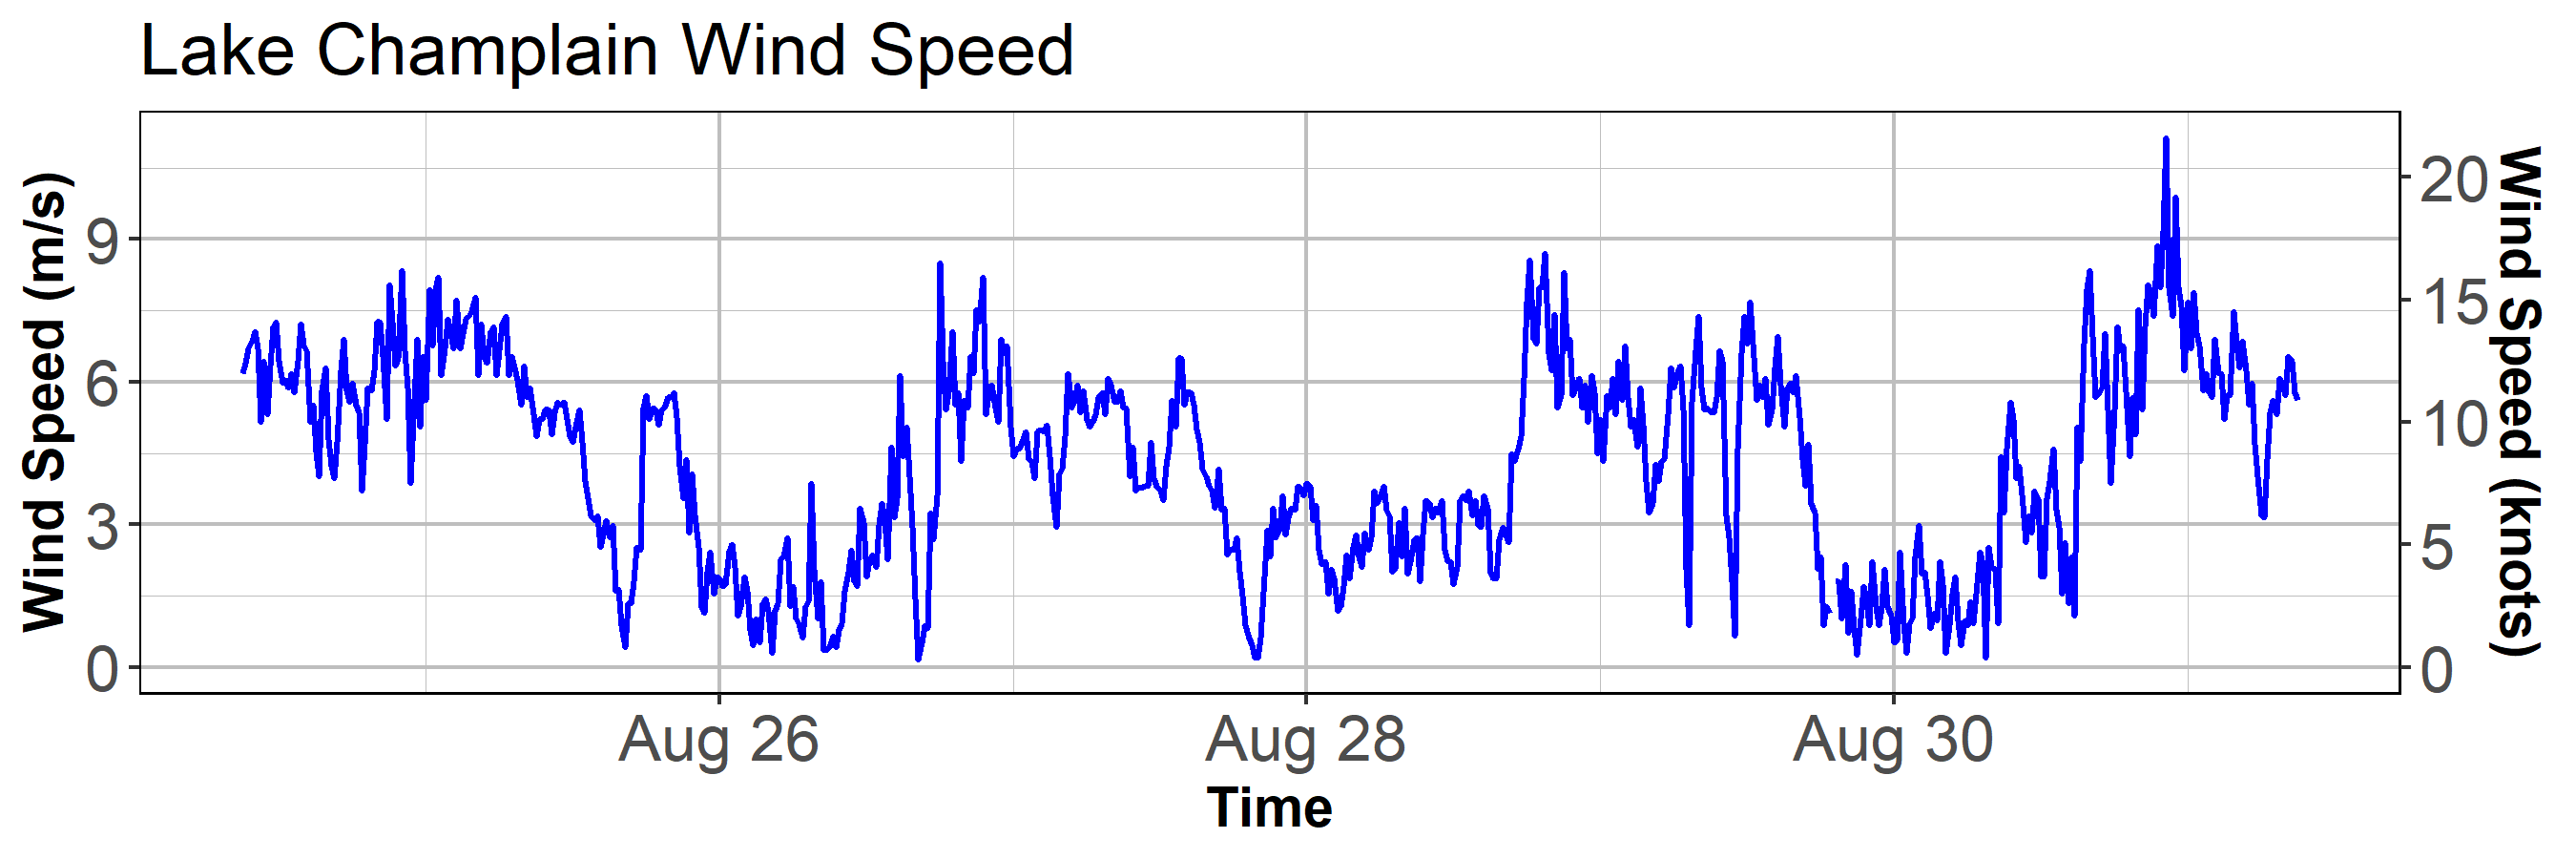 Lake Champlain Wind Speed
Wind Speed (m/s)
9
6
3
0
20
15
10
5
0
Wind Speed (knots)
Aug 26
Aug 28
Aug 30
Time